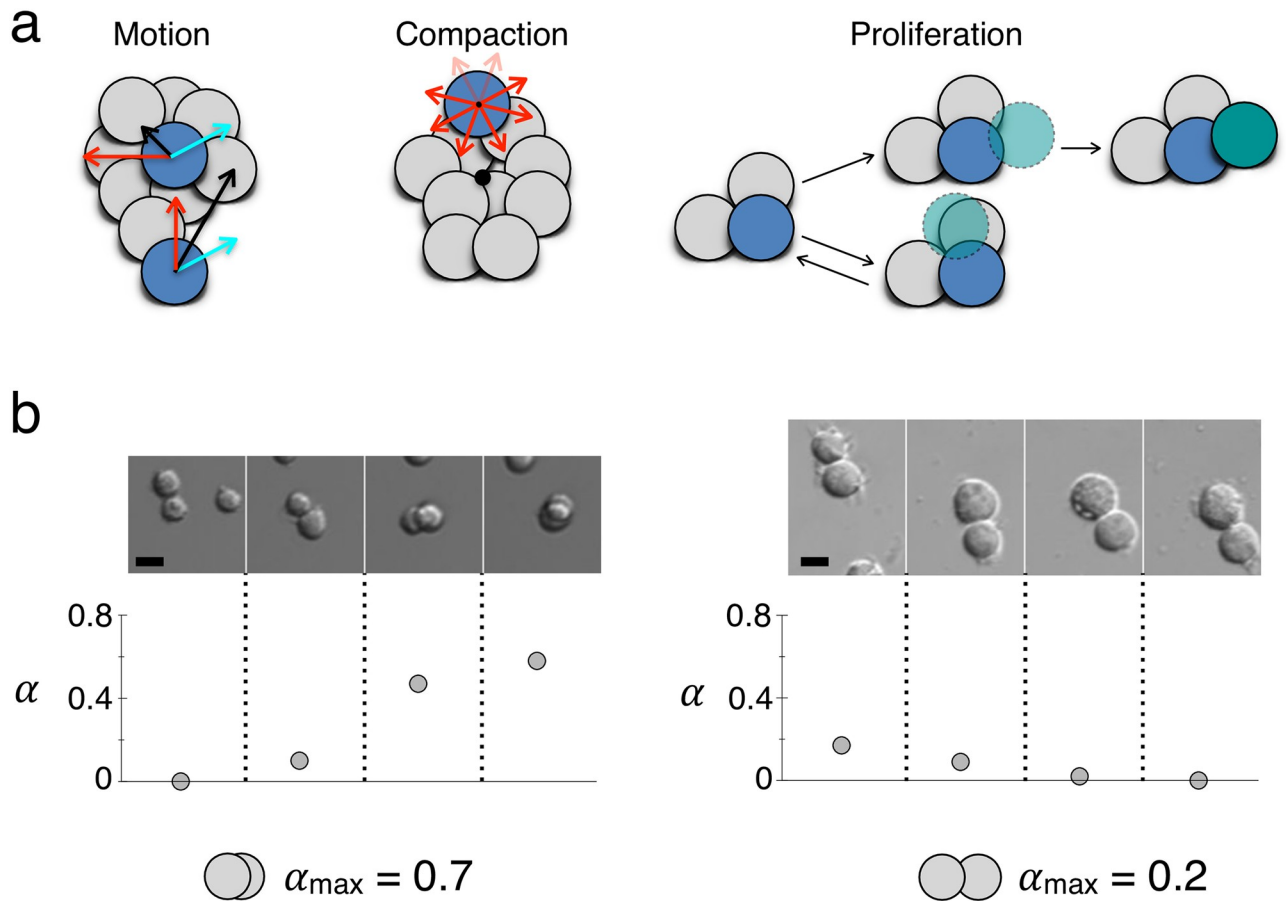 a
Motion
Compaction
Proliferation
b
0.8
α
0.4
0
0.8
α
0.4
0
αmax = 0.7
αmax = 0.2